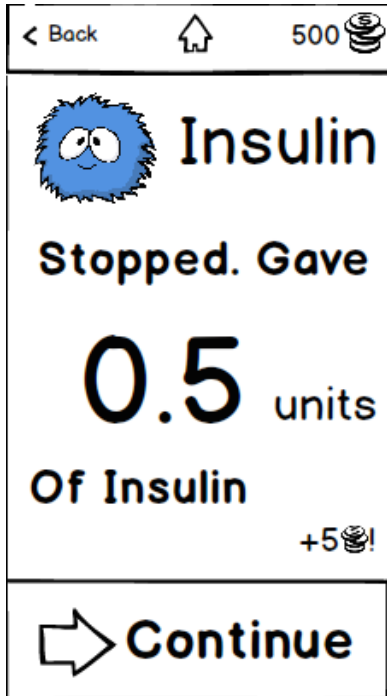 < Back 500
Insulin
Stopped. Gave
0.5 units
Of Insulin
+5!
Continue